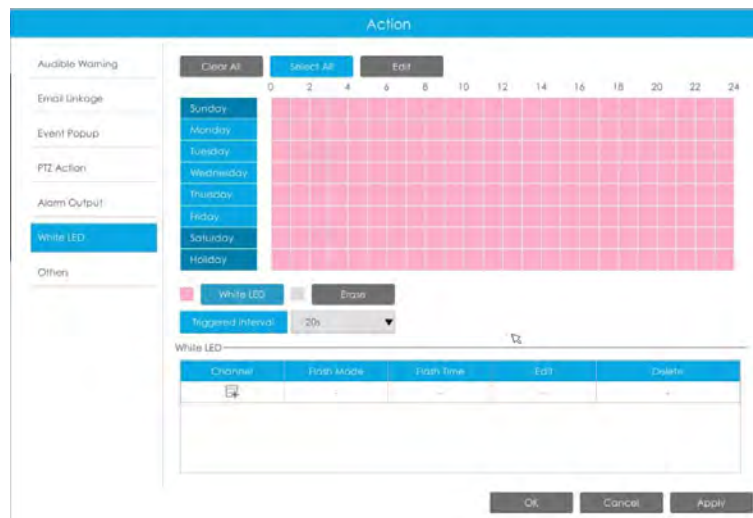 Action
Audible Warning
Email Linkage
Event Popup
PTZ Action
Alarm Output
White LED
Others
Clear All Select All Edit
0 2 4 6 8 10 12 14 16 18 20 22 24
Sunday
Monday
Tuesday
Wednesday
Thursday
Friday
Saturday
Holiday
White LED Erase
Triggered Interval 20s
White LED
Channel Flash Mode Flash Time Edit Delete
- -- -- -
OK Cancel Apply